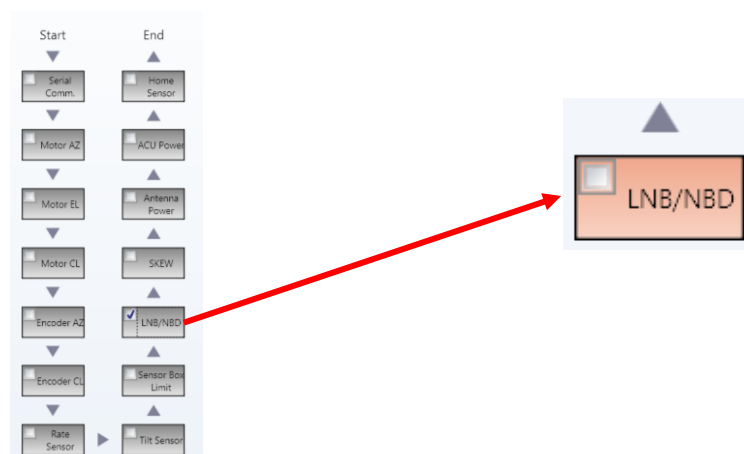 Start
End
Serial
Comm.
Home
Sensor
Motor AZ
ACU Power
Motor EL
Antenna
Power
Motor CL
SKEW
Encoder AZ
LNB/NBD
Encoder CL
Sensor Box
Limit
Rate
Sensor
Tilt Sensor
LNB/NBD